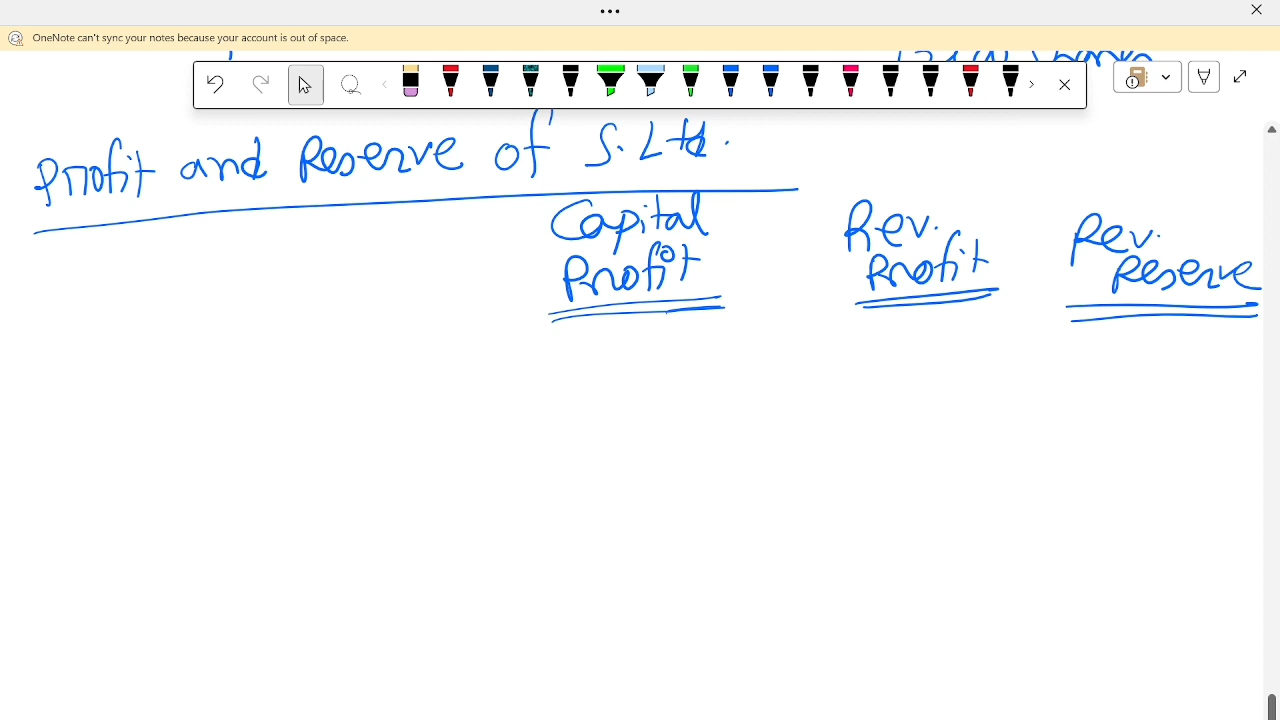 OneNote can't sync your notes because your account is out of space.
Profit and Reserve of S. Ltd.
Capital Profit
Rev. Profit
Rev. Reserve